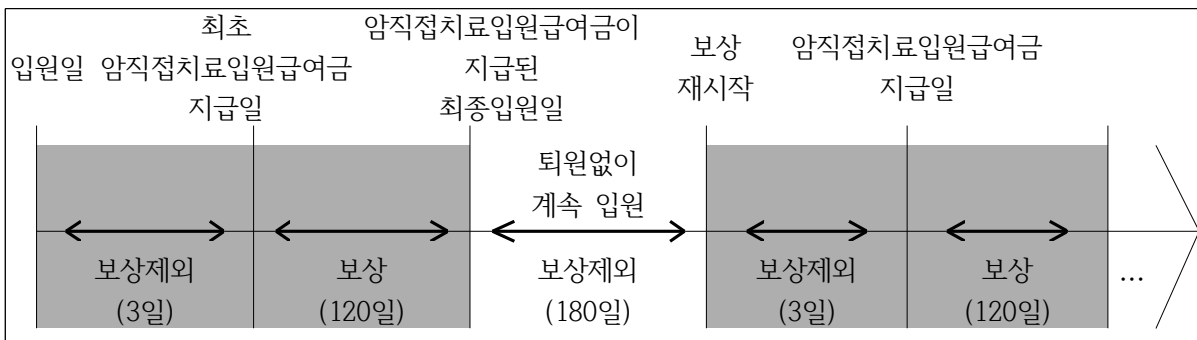 입원일
최초
암직접치료입원급여금
지급일
암직접치료입원급여금이
지급된
최종입원일
보상
재시작
암직접치료입원급여금
지급일
퇴원없이
계속 입원
보상제외
(3일)
보상
(120일)
보상제외
(180일)
보상제외
(3일)
보상
(120일)
...